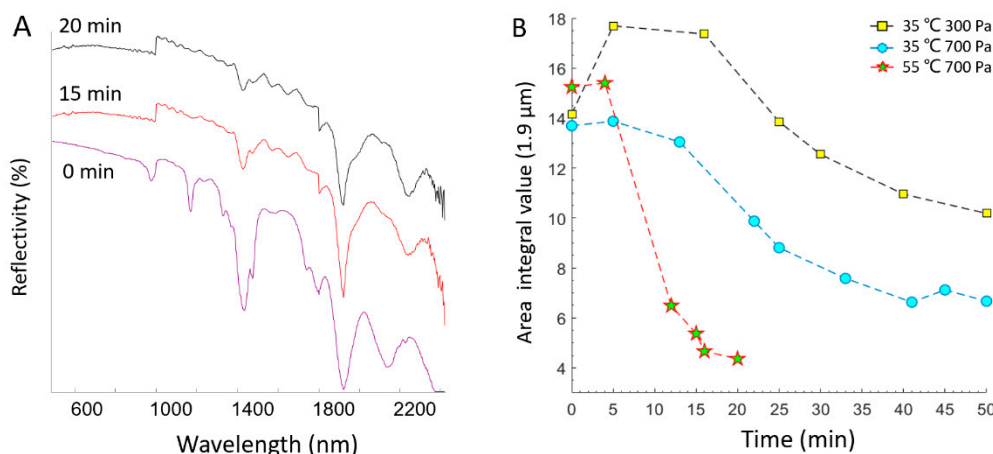 A
20 min
15 min
0 min
Reflectivity (%)
600 1000 1400 1800 2200
Wavelength (nm)
B
35 ℃ 300 Pa
35 ℃ 700 Pa
55 ℃ 700 Pa
Area integral value (1.9 μm)
18
16
14
12
10
8
6
4
0 5 10 15 20 25 30 35 40 45 50
Time (min)